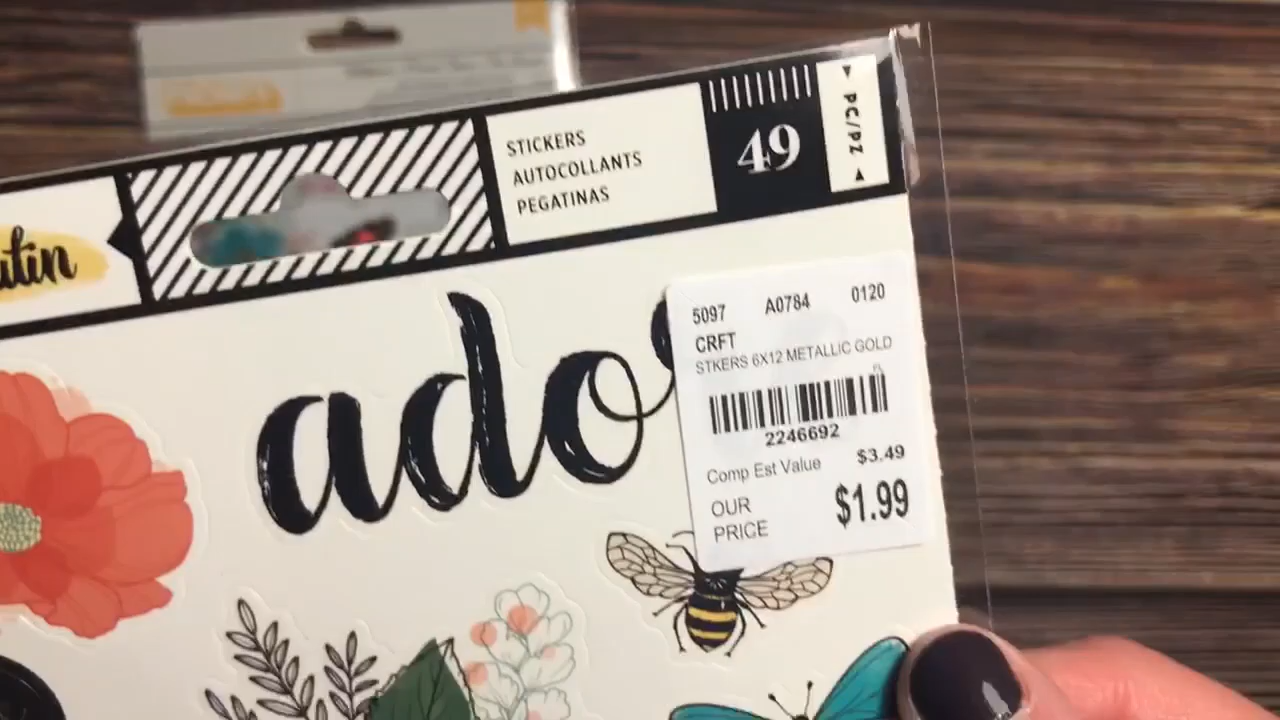 STICKERS
AUTOCOLLANTS
PEGATINAS
49
PC/PZ
5097 A0784 0120
CRFT
STKERS 6X12 METALLIC GOLD
2246692
Comp Est Value $3.49
OUR PRICE $1.99